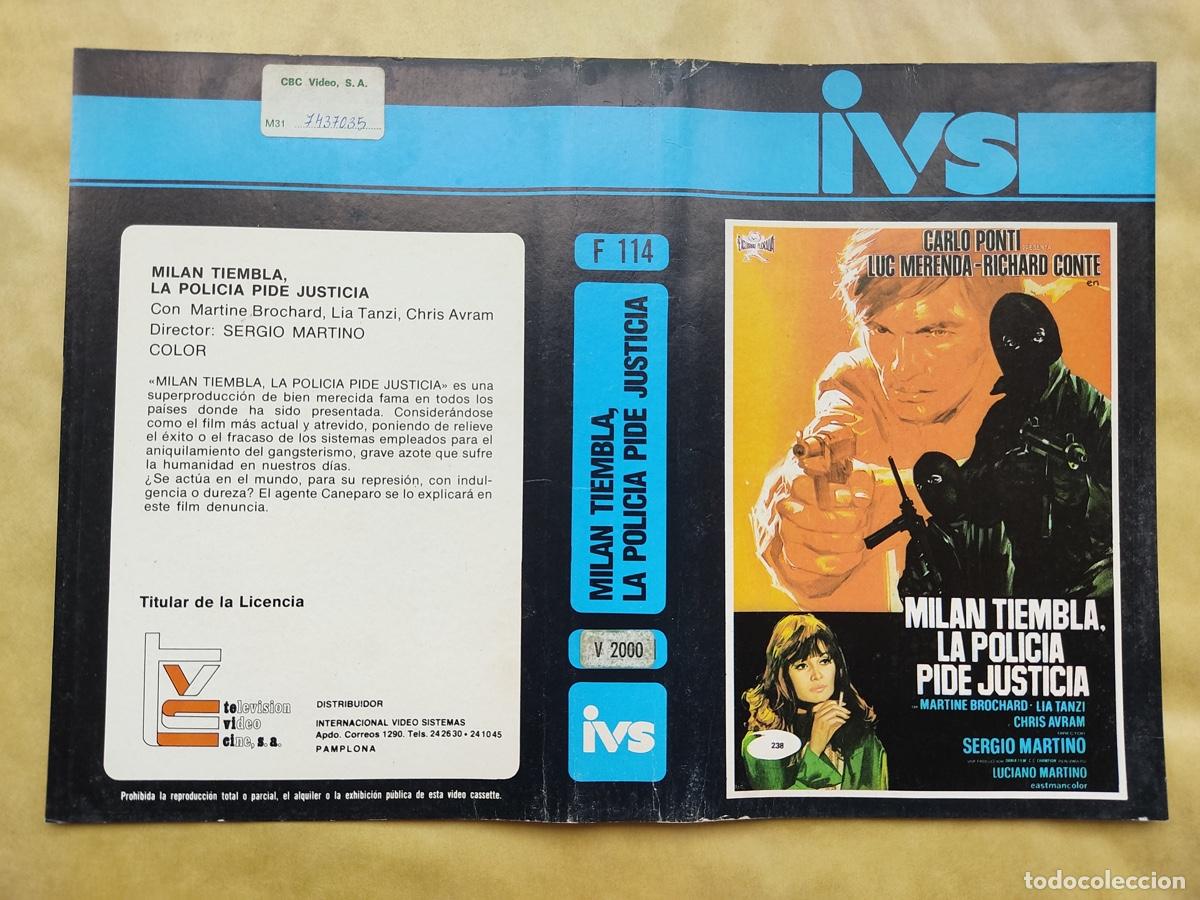 CBC Video, S. A.
M31 7437035
ivs
MILAN TIEMBLA,
LA POLICIA PIDE JUSTICIA
Con Martine Brochard, Lia Tanzi, Chris Avram
Director: SERGIO MARTINO
COLOR
«MILAN TIEMBLA, LA POLICIA PIDE JUSTICIA» es una
superproducción de bien merecida fama en todos los
países donde ha sido presentada. Considerándose
como el film más actual y atrevido, poniendo de relieve
el éxito o el fracaso de los sistemas empleados para el
aniquilamiento del gangsterismo, grave azote que sufre
la humanidad en nuestros días.
¿Se actúa en el mundo, para su represión, con indul-
gencia o dureza? El agente Caneparo se lo explicará en
este film denuncia.
Titular de la Licencia
television
video
cine, s.a.
DISTRIBUIDOR
INTERNACIONAL VIDEO SISTEMAS
Apdo. Correos 1290. Tels. 242630 • 241045
PAMPLONA
Prohibida la reproducción total o parcial, el alquiler o la exhibición pública de esta video cassette.
F 114
MILAN TIEMBLA,
LA POLICIA PIDE JUSTICIA
V 2000
ivs
CARLO PONTI
PRESENTA
LUC MERENDA-RICHARD CONTE
en
MILAN TIEMBLA,
LA POLICIA
PIDE JUSTICIA
MARTINE BROCHARD · LIA TANZI
CHRIS AVRAM
DIRECTOR
SERGIO MARTINO
LUCIANO MARTINO
eastmancolor
238
todocoleccion